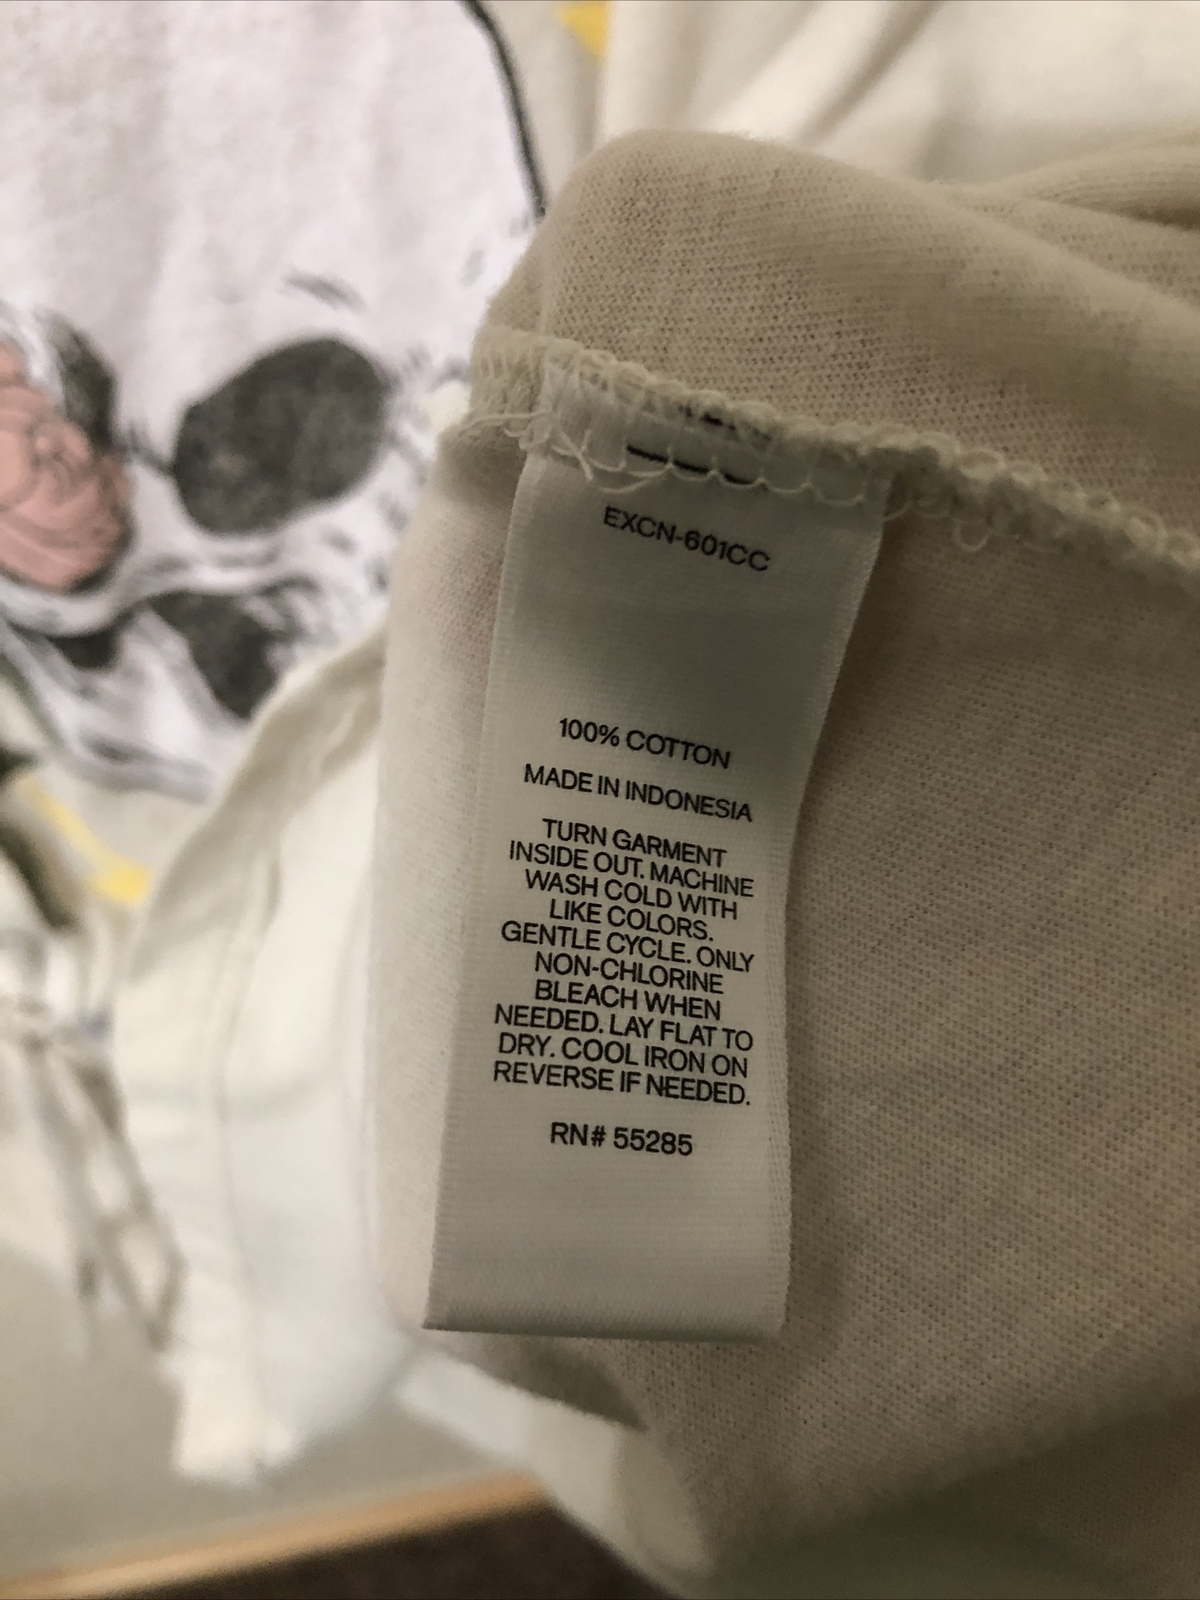 EXCN-601CC
100% COTTON
MADE IN INDONESIA
TURN GARMENT
INSIDE OUT. MACHINE
WASH COLD WITH
LIKE COLORS.
GENTLE CYCLE. ONLY
NON-CHLORINE
BLEACH WHEN
NEEDED. LAY FLAT TO
DRY. COOL IRON ON
REVERSE IF NEEDED.
RN# 55285